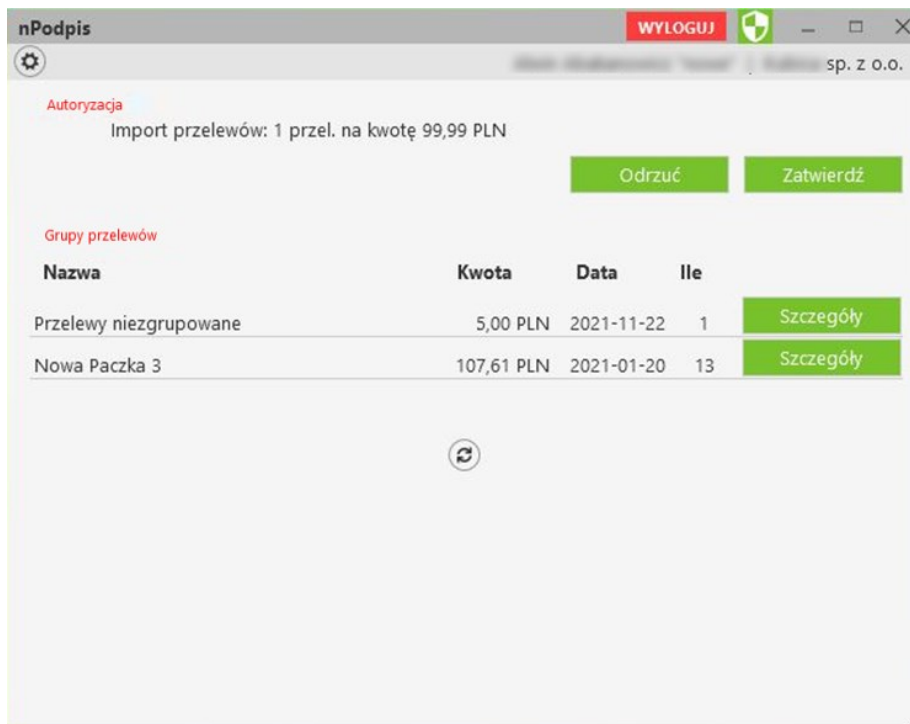 nPodpis WYLOGUJ
sp. z o.o.
Autoryzacja
Import przelewów: 1 przel. na kwotę 99,99 PLN
Odrzuć Zatwierdź
Grupy przelewów
Nazwa Kwota Data Ile
Przelewy niezgrupowane 5,00 PLN 2021-11-22 1 Szczegóły
Nowa Paczka 3 107,61 PLN 2021-01-20 13 Szczegóły